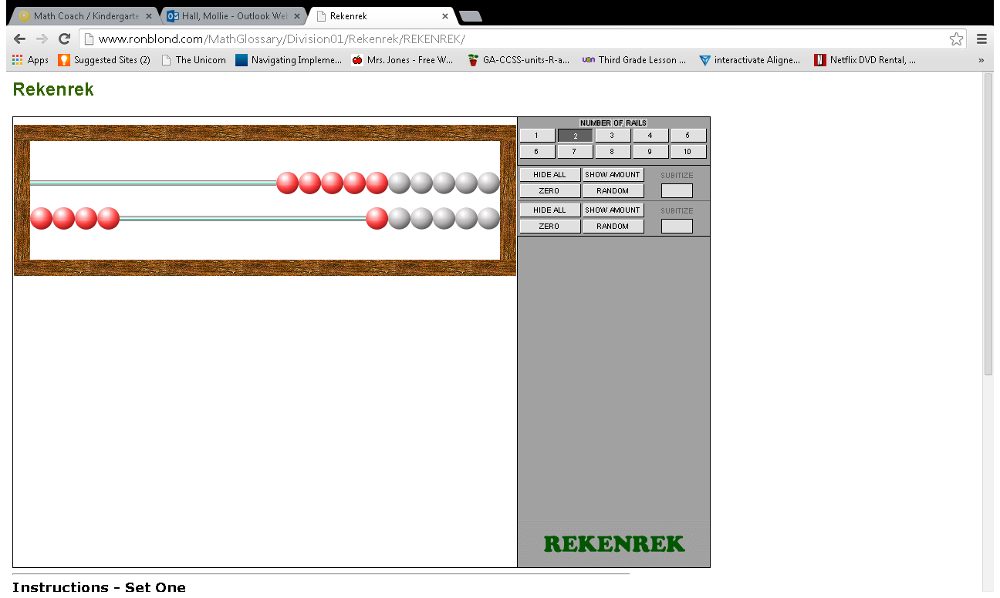 Math Coach / Kindergarte
Hall, Mollie - Outlook Wel
Rekenrek
www.ronblond.com/MathGlossary/Division01/Rekenrek/REKENREK/
Apps
Suggested Sites (2)
The Unicorn
Navigating Impleme...
Mrs. Jones - Free W...
GA-CCSS-units-R-a...
uen Third Grade Lesson ...
interactivate Aligne...
N Netflix DVD Rental, ...
»
Rekenrek
NUMBER OF RAILS
1 2 3 4 5
6 7 8 9 10
HIDE ALL SHOW AMOUNT SUBITIZE
ZERO RANDOM
HIDE ALL SHOW AMOUNT SUBITIZE
ZERO RANDOM
REKENREK
Instructions - Set One